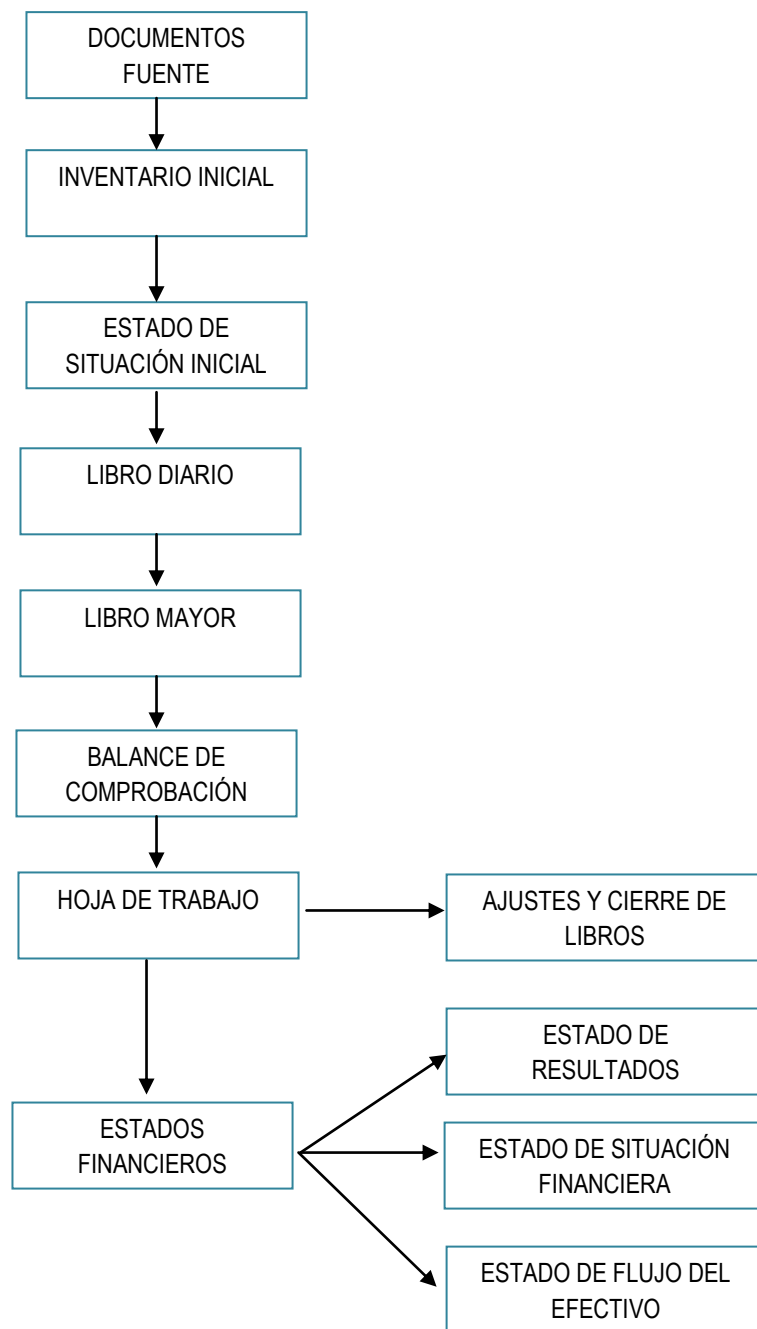 DOCUMENTOS
FUENTE
INVENTARIO INICIAL
ESTADO DE
SITUACIÓN INICIAL
LIBRO DIARIO
LIBRO MAYOR
BALANCE DE
COMPROBACIÓN
HOJA DE TRABAJO
AJUSTES Y CIERRE DE
LIBROS
ESTADO DE
RESULTADOS
ESTADOS
FINANCIEROS
ESTADO DE SITUACIÓN
FINANCIERA
ESTADO DE FLUJO DEL
EFECTIVO